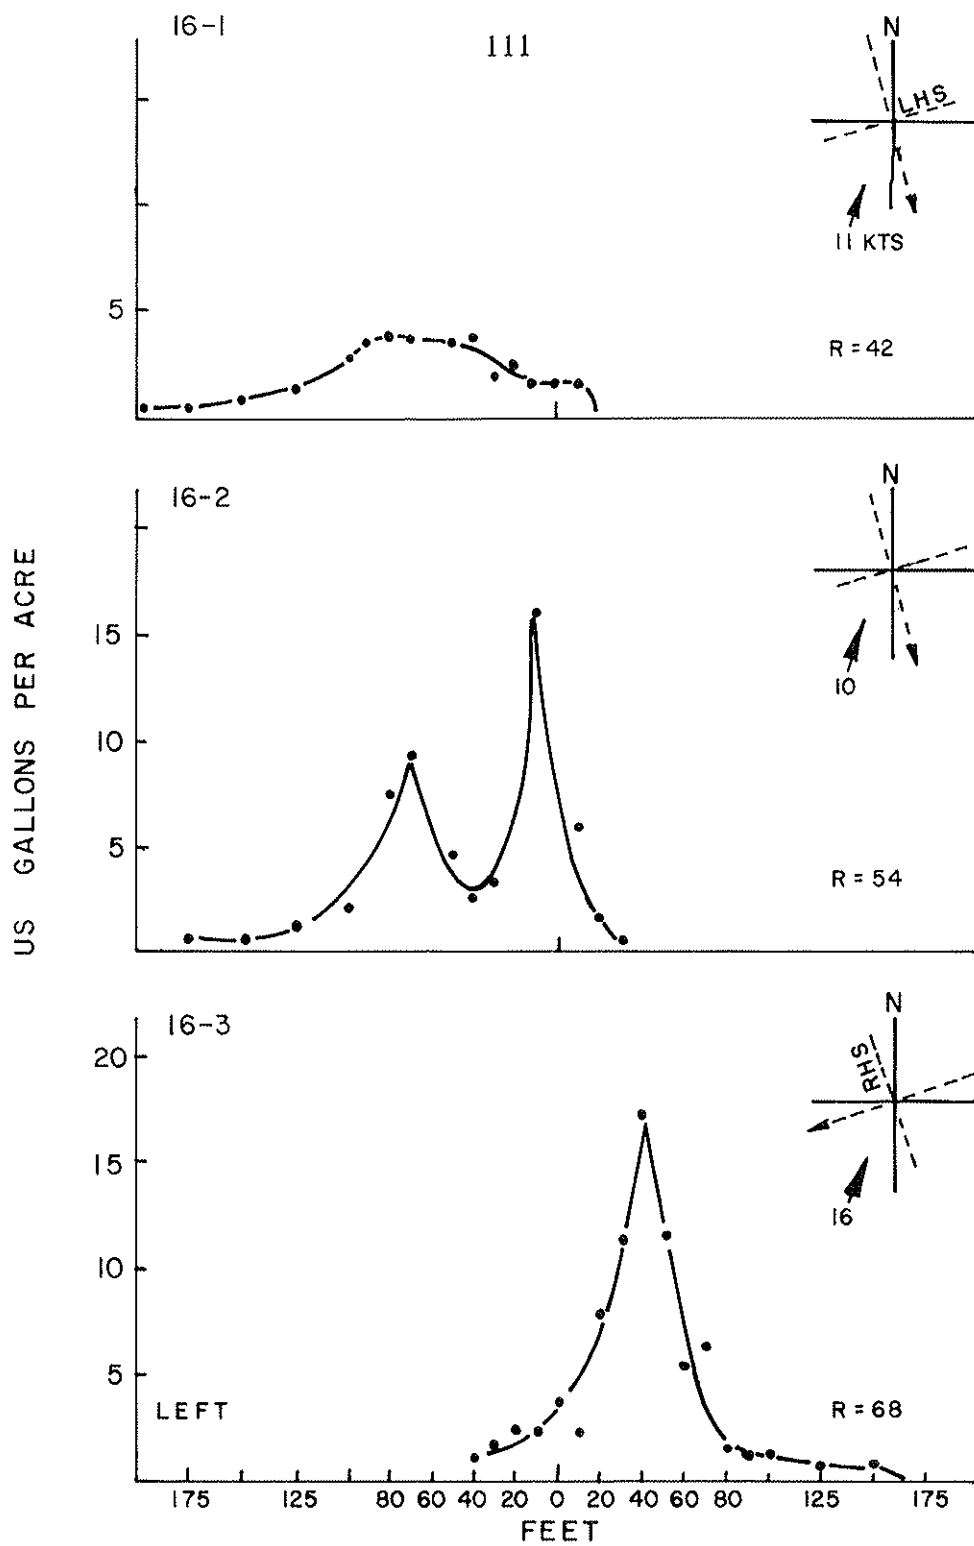 16-1
111
N
LHS
11 KTS
5
R = 42
16-2
N
15
10
10
5
R = 54
US GALLONS PER ACRE
16-3
N
RHS
20
15
16
10
5
LEFT
R = 68
175 125 80 60 40 20 0 20 40 60 80 125 175
FEET